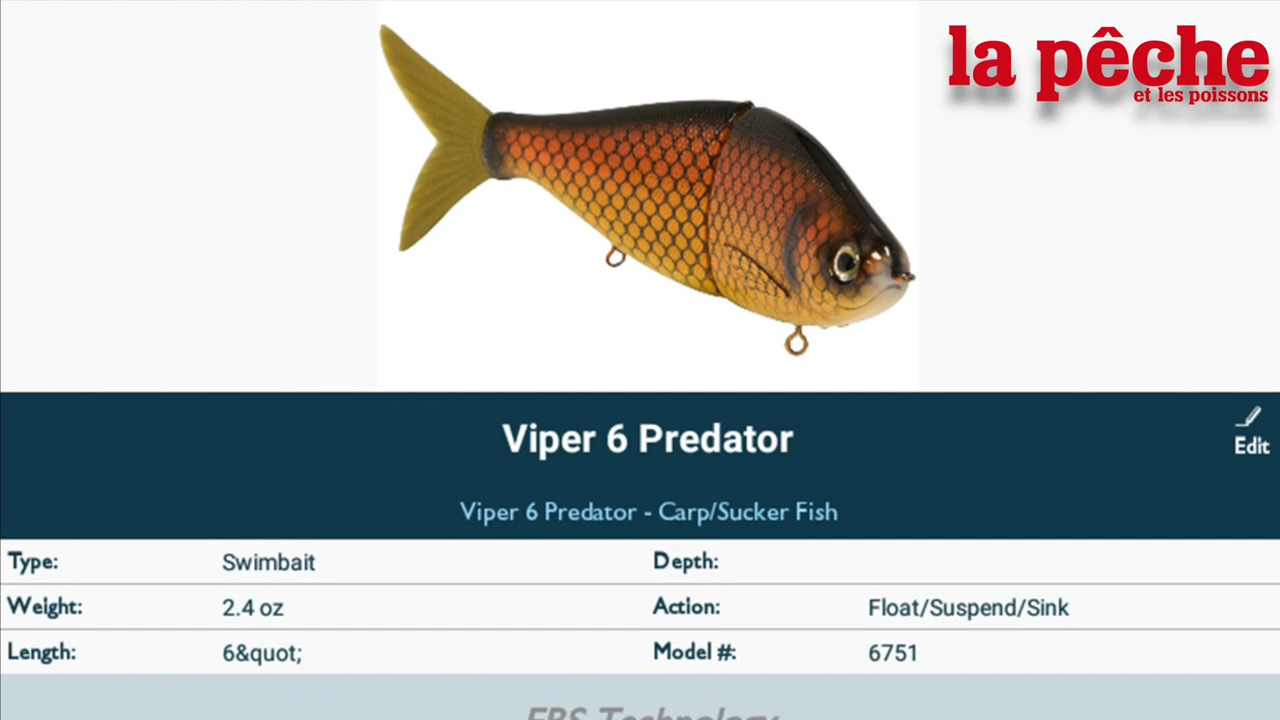 la pêche
et les poissons
Viper 6 Predator
Edit
Viper 6 Predator - Carp/Sucker Fish
Type: Swimbait Depth:
Weight: 2.4 oz Action: Float/Suspend/Sink
Length: 6&quot; Model #: 6751
Technology